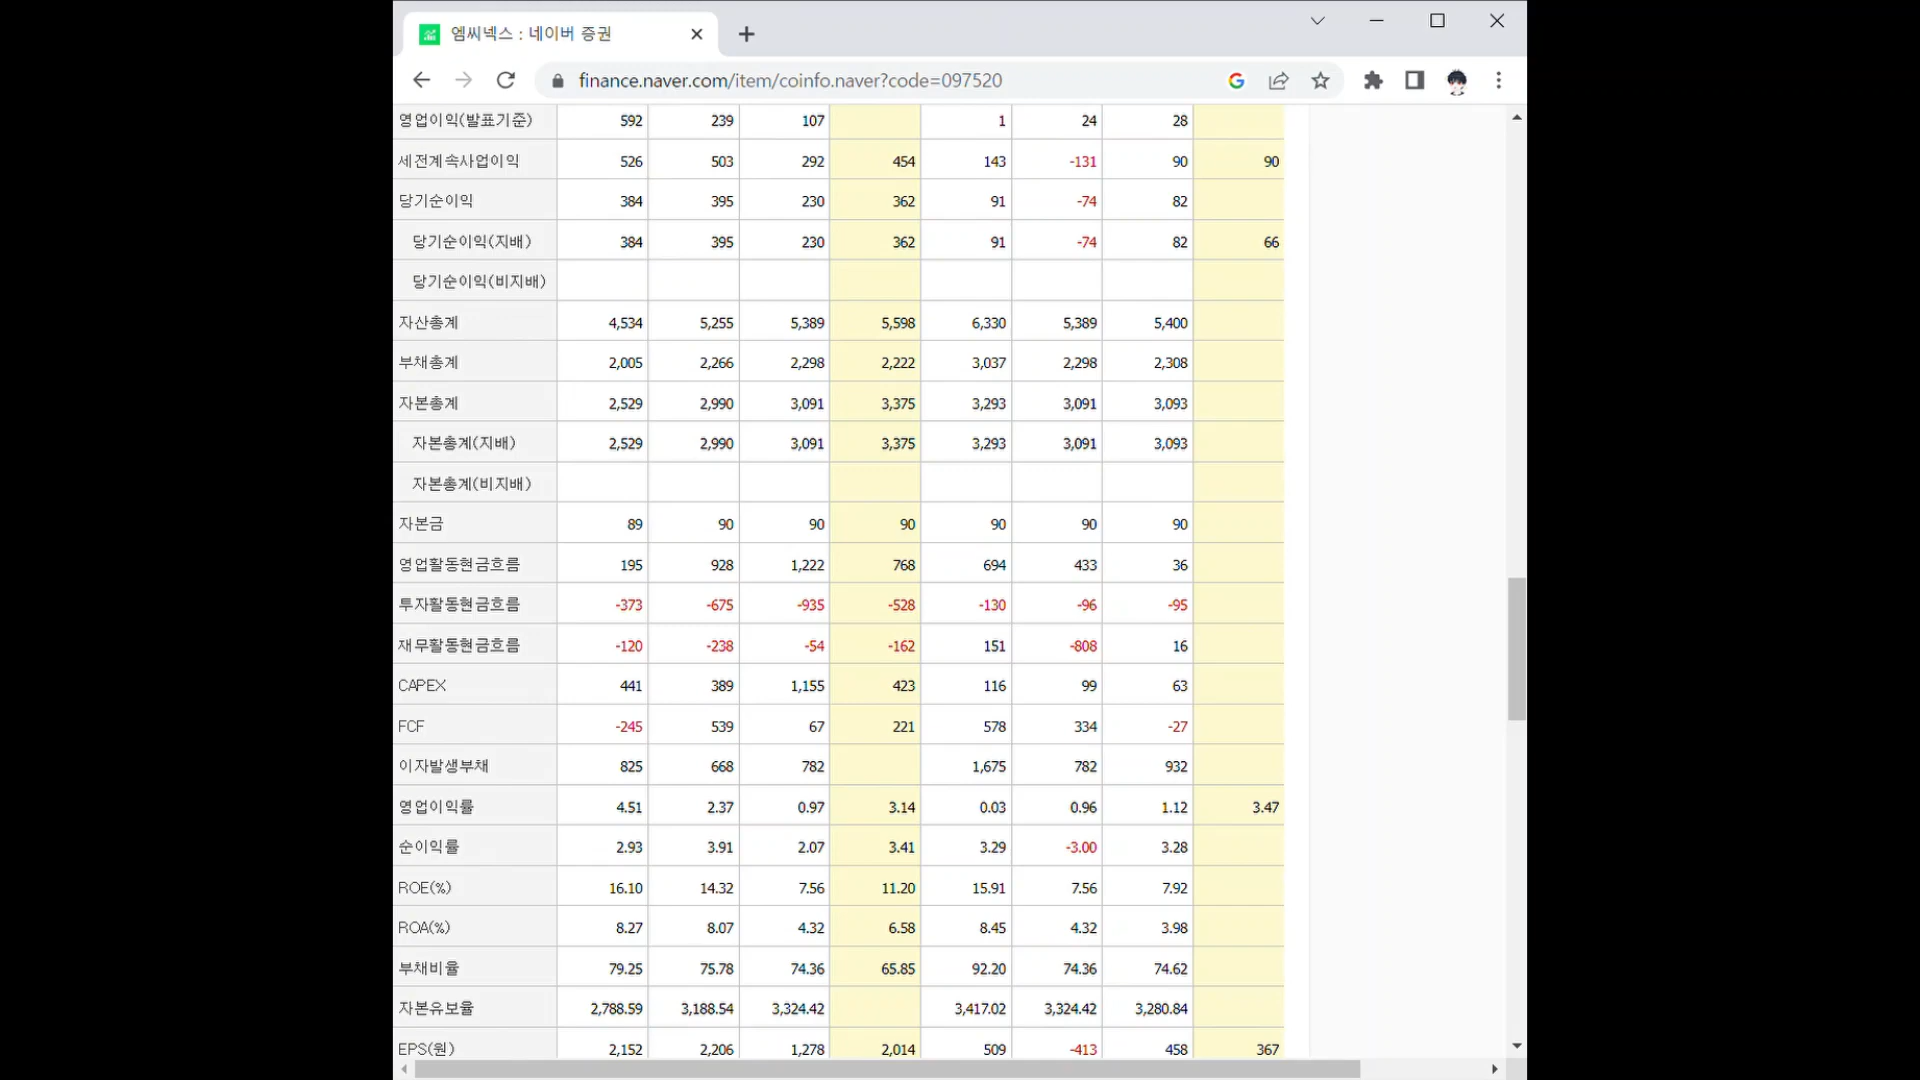 엠씨넥스 : 네이버 증권
finance.naver.com/item/coinfo.naver?code=097520
영업이익(발표기준) 592 239 107 1 24 28
세전계속사업이익 526 503 292 454 143 -131 90 90
당기순이익 384 395 230 362 91 -74 82
당기순이익(지배) 384 395 230 362 91 -74 82 66
당기순이익(비지배)
자산총계 4,534 5,255 5,389 5,598 6,330 5,389 5,400
부채총계 2,005 2,266 2,298 2,222 3,037 2,298 2,308
자본총계 2,529 2,990 3,091 3,375 3,293 3,091 3,093
자본총계(지배) 2,529 2,990 3,091 3,375 3,293 3,091 3,093
자본총계(비지배)
자본금 89 90 90 90 90 90 90
영업활동현금흐름 195 928 1,222 768 694 433 36
투자활동현금흐름 -373 -675 -935 -528 -130 -96 -95
재무활동현금흐름 -120 -238 -54 -162 151 -808 16
CAPEX 441 389 1,155 423 116 99 63
FCF -245 539 67 221 578 334 -27
이자발생부채 825 668 782 1,675 782 932
영업이익률 4.51 2.37 0.97 3.14 0.03 0.96 1.12 3.47
순이익률 2.93 3.91 2.07 3.41 3.29 -3.00 3.28
ROE(%) 16.10 14.32 7.56 11.20 15.91 7.56 7.92
ROA(%) 8.27 8.07 4.32 6.58 8.45 4.32 3.98
부채비율 79.25 75.78 74.36 65.85 92.20 74.36 74.62
자본유보율 2,788.59 3,188.54 3,324.42 3,417.02 3,324.42 3,280.84
EPS(원) 2,152 2,206 1,278 2,014 509 -413 458 367